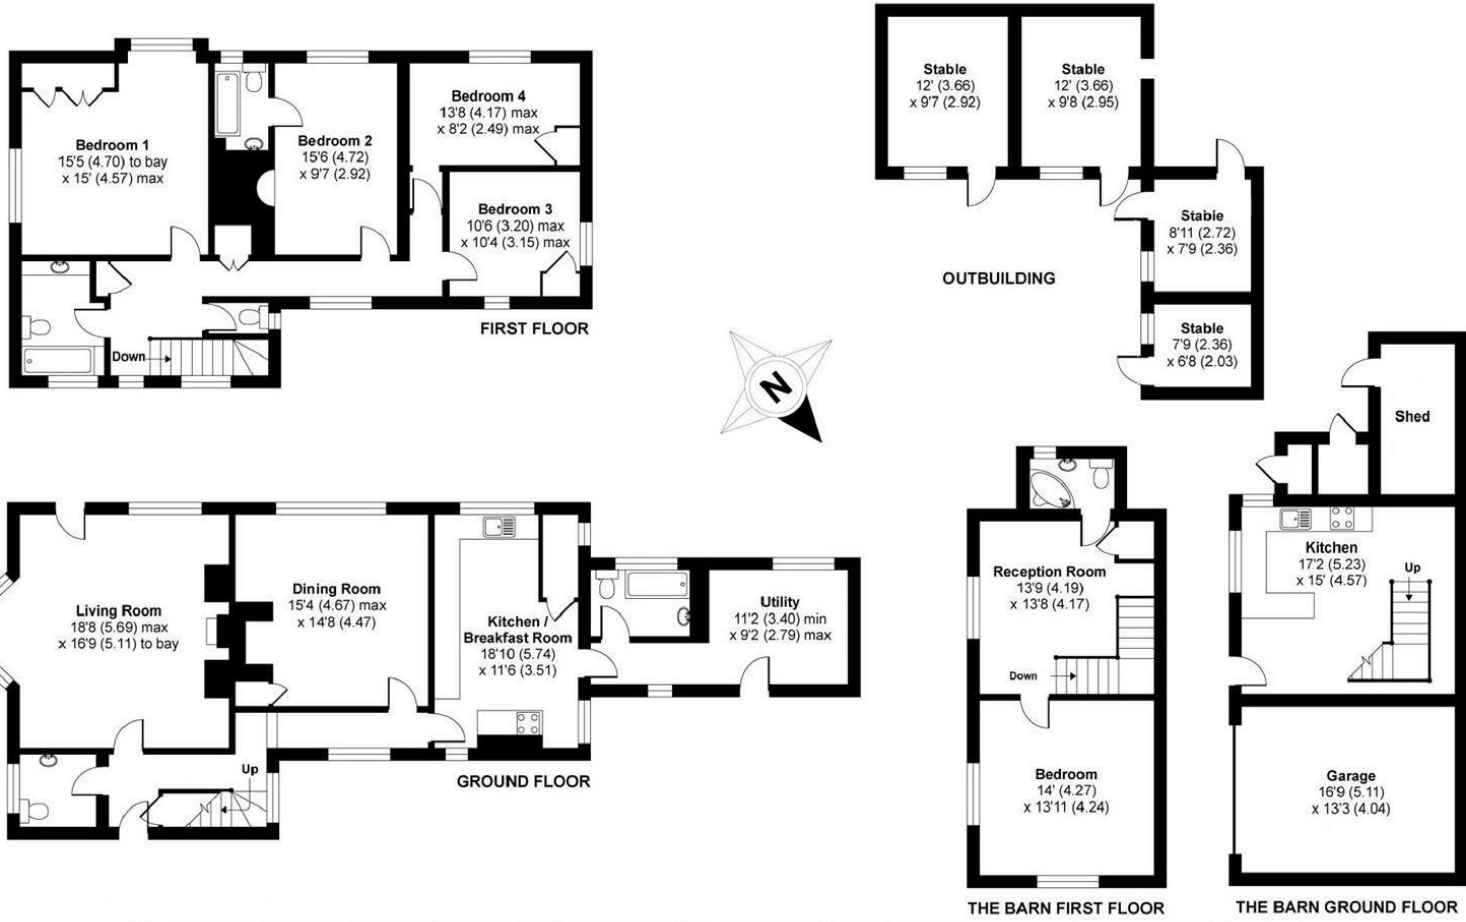 Bedroom 1
15'5 (4.70) to bay
x 15' (4.57) max
Bedroom 2
15'6 (4.72)
x 9'7 (2.92)
Bedroom 4
13'8 (4.17) max
x 8'2 (2.49) max
Bedroom 3
10'6 (3.20) max
x 10'4 (3.15) max
Down
FIRST FLOOR
Stable
12' (3.66)
x 9'7 (2.92)
Stable
12' (3.66)
x 9'8 (2.95)
Stabie
8'11 (2.72)
x 7'9 (2.36)
OUTBUILDING
Stable
7'9 (2.36)
x 6'8 (2.03)
N
Living Room
18'8 (5.69) max
x 16'9 (5.11) to bay
Dining Room
15'4 (4.67) max
x 14'8 (4.47)
Kitchen /
Breakfast Room
18'10 (5.74)
x 11'6 (3.51)
Utility
11'2 (3.40) min
x 9'2 (2.79) max
Up
GROUND FLOOR
Reception Room
13'9 (4.19)
x 13'8 (4.17)
Down
Bedroom
14' (4.27)
x 13'11 (4.24)
THE BARN FIRST FLOOR
Shed
Kitchen
17'2 (5.23)
x 15' (4.57)
Up
Garage
16'9 (5.11)
x 13'3 (4.04)
THE BARN GROUND FLOOR